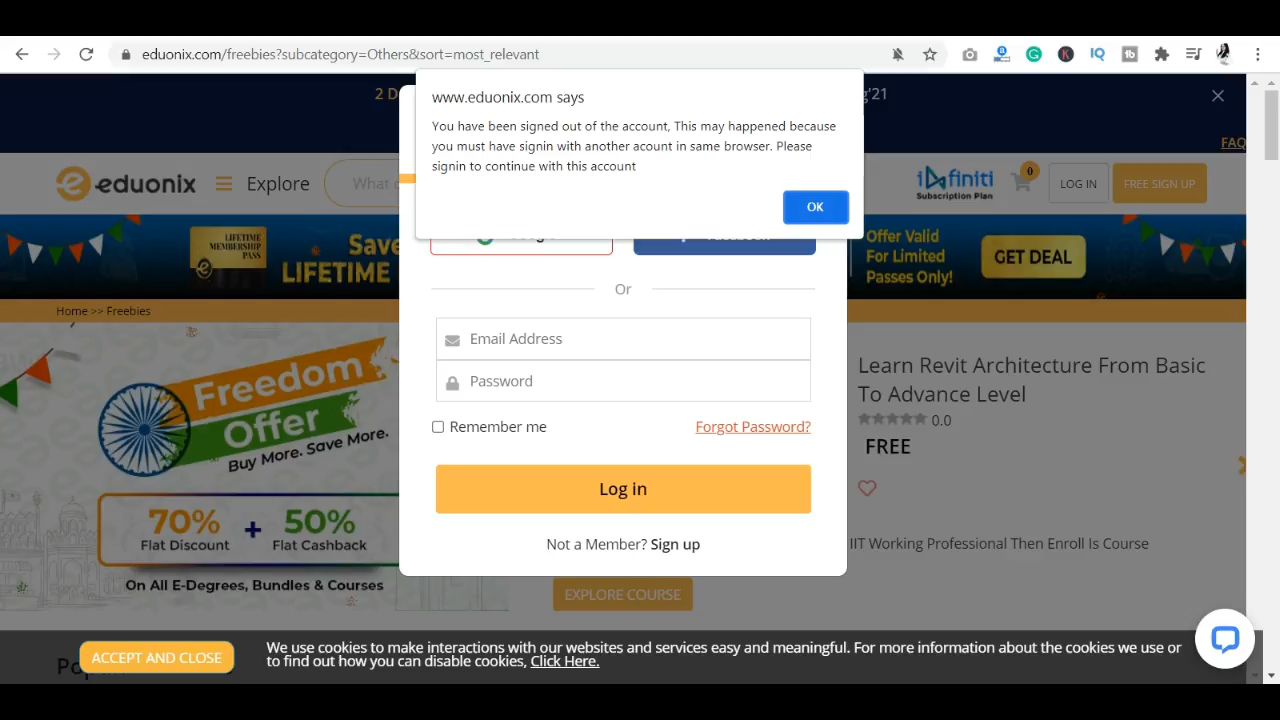 eduonix.com/freebies?subcategory=Others&sort=most_relevant
www.eduonix.com says
You have been signed out of the account, This may happened because
you must have signin with another acount in same browser. Please
signin to continue with this account
OK
2 D
g'21
FAQ
eduonix
Explore
What
i∞finiti
Subscription Plan
0
LOG IN
FREE SIGN UP
LIFETIME
MEMBERSHIP
PASS
Save
LIFETIME
Offer Valid
For Limited
Passes Only!
GET DEAL
Or
Home >> Freebies
Email Address
Password
Remember me
Forgot Password?
Log in
Not a Member? Sign up
Freedom
Offer
Buy More. Save More.
70%
Flat Discount
+
50%
Flat Cashback
On All E-Degrees, Bundles & Courses
Learn Revit Architecture From Basic
To Advance Level
0.0
FREE
IIT Working Professional Then Enroll Is Course
EXPLORE COURSE
ACCEPT AND CLOSE
We use cookies to make interactions with our websites and services easy and meaningful. For more information about the cookies we use or
to find out how you can disable cookies, Click Here.